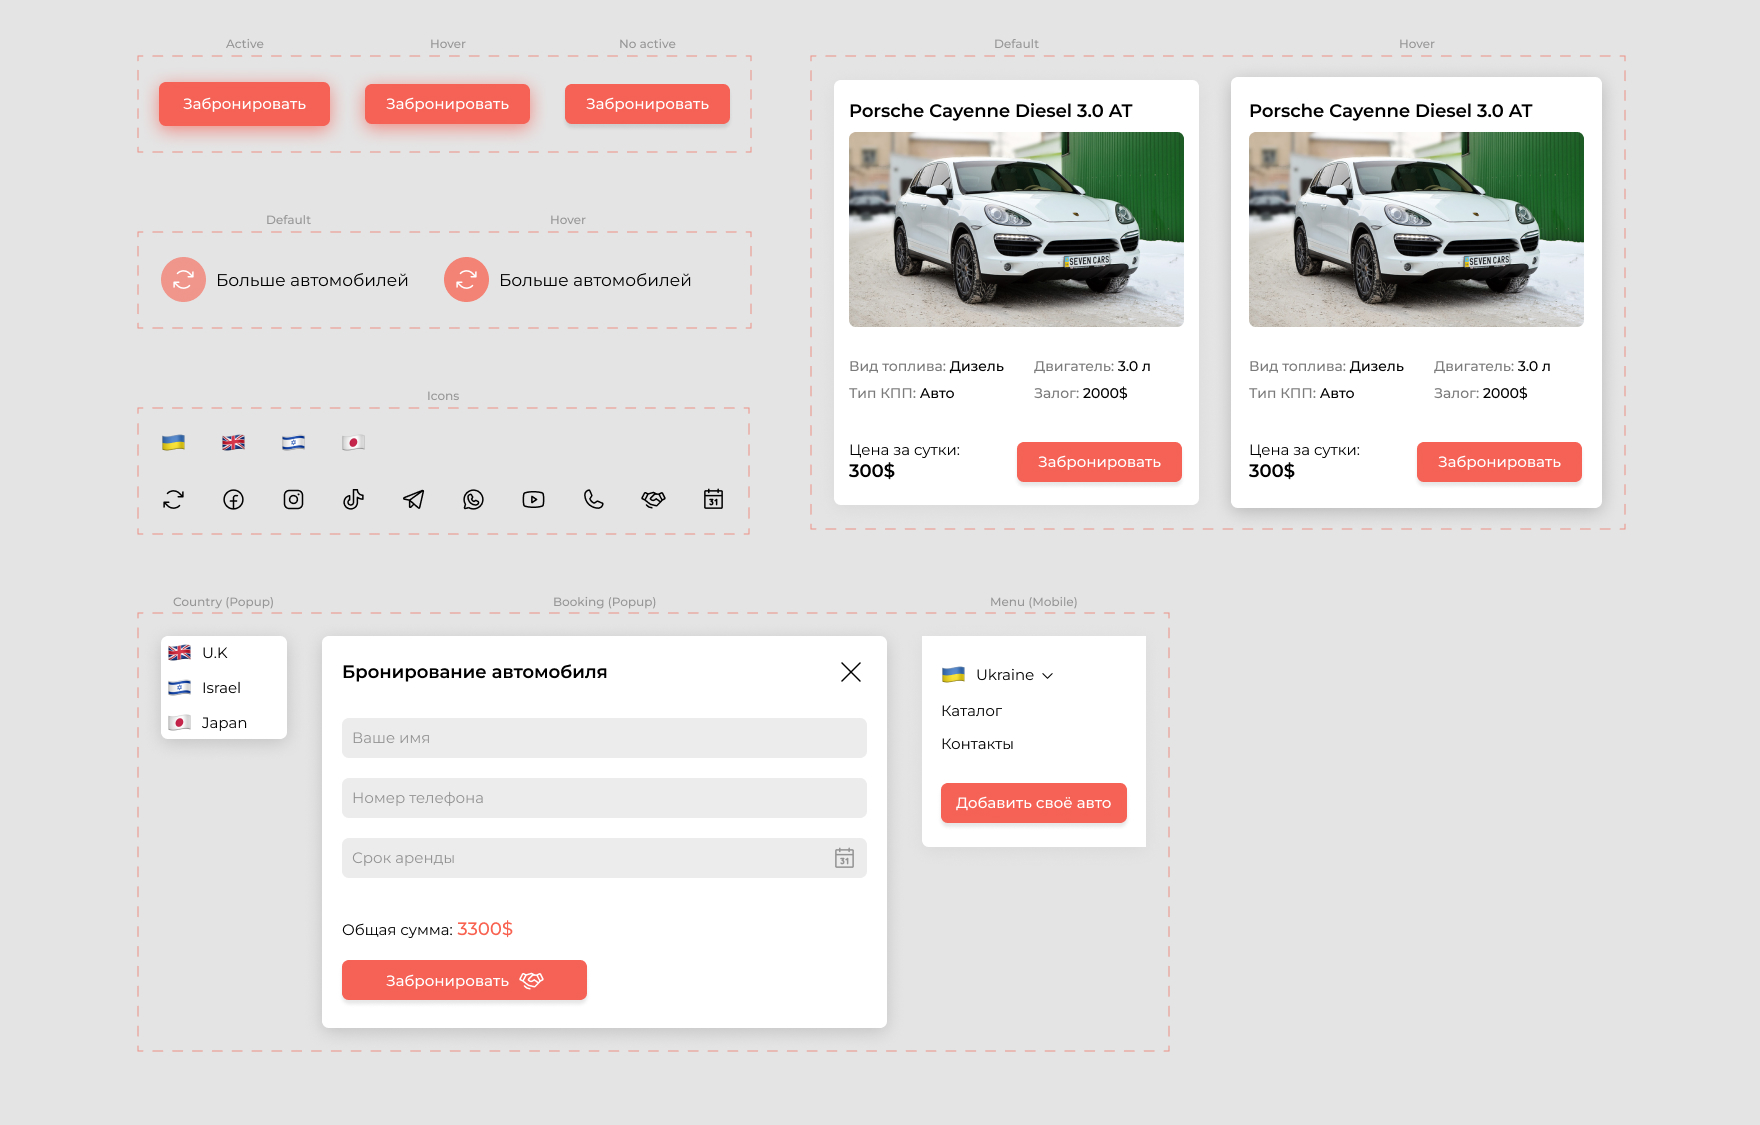 Active
Hover
No active
Забронировать
Забронировать
Забронировать
Default
Hover
Больше автомобилей
Больше автомобилей
Icons
31
Default
Hover
Porsche Cayenne Diesel 3.0 AT
SEVEN CARS
Вид топлива: Дизель
Двигатель: 3.0 л
Тип КПП: Авто
Залог: 2000$
Цена за сутки:
300$
Забронировать
Porsche Cayenne Diesel 3.0 AT
SEVEN CARS
Вид топлива: Дизель
Двигатель: 3.0 л
Тип КПП: Авто
Залог: 2000$
Цена за сутки:
300$
Забронировать
Country (Popup)
U.K
Israel
Japan
Booking (Popup)
Бронирование автомобиля
Ваше имя
Номер телефона
Срок аренды
31
Общая сумма: 3300$
Забронировать
Menu (Mobile)
Ukraine
Каталог
Контакты
Добавить своё авто